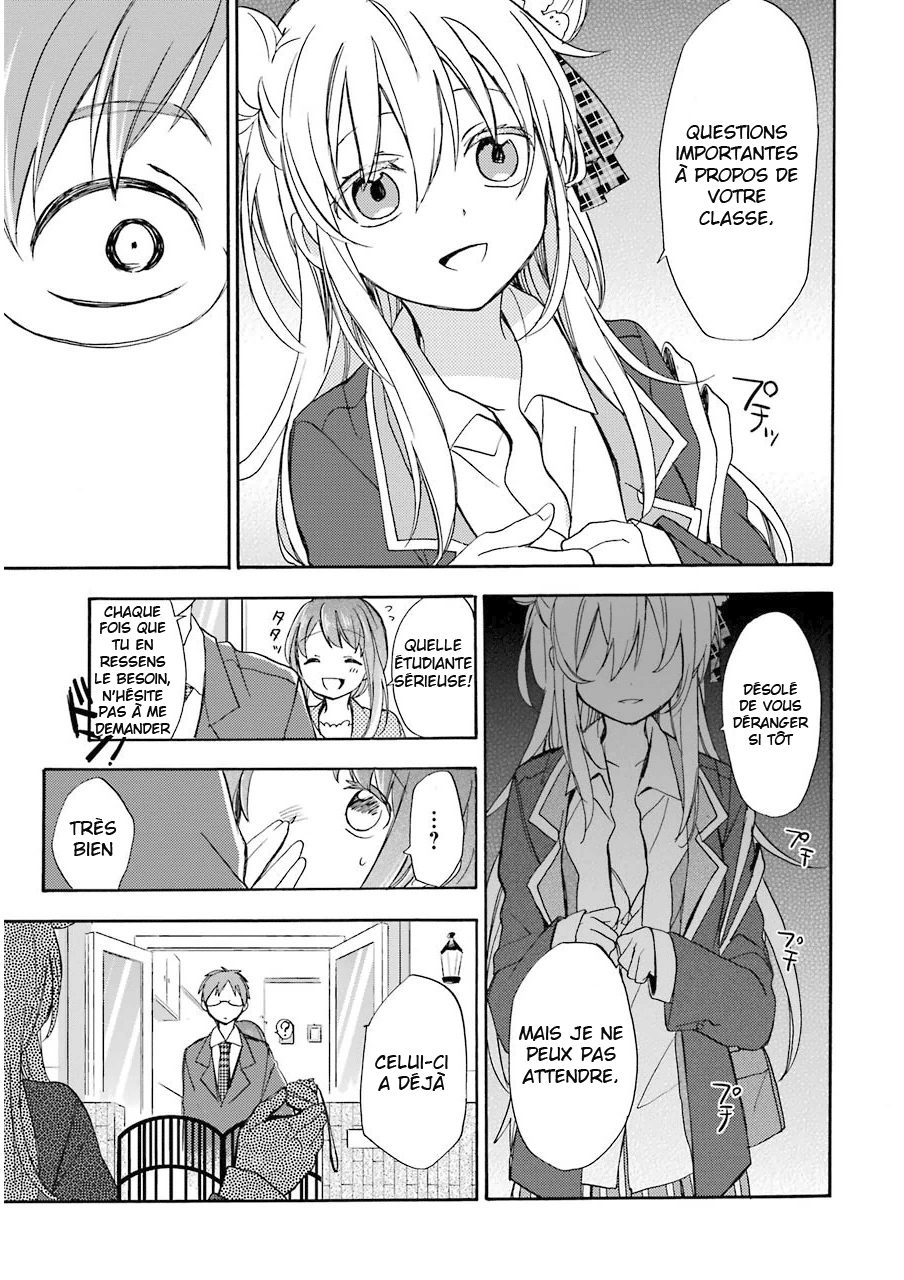 QUESTIONS
IMPORTANTES
À PROPOS DE
VOTRE
CLASSE.
プチッ
DÉSOLÉ
DE VOUS
DÉRANGER
SI TÔT
プチ
プチ
プチ
MAIS JE NE
PEUX PAS
ATTENDRE.
QUELLE
ÉTUDIANTE
SÉRIEUSE!
タタッ
CHAQUE
FOIS QUE
TU EN
RESSENS
LE BESOIN,
N'HÉSITE
PAS À ME
DEMANDER
...?
TRÈS
BIEN
?
CELUI-CI
A DÉJÀ